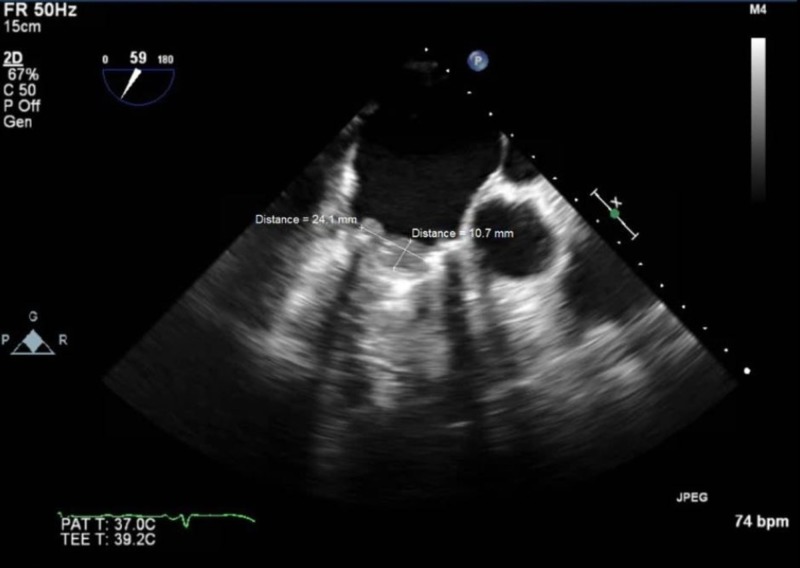 FR 50Hz
15cm
M4
2D
67%
C 50
P Off
Gen
0 59 180
P
X
Distance = 24.1 mm
Distance = 10.7 mm
G
P R
JPEG
PAT T: 37.0C
TEE T: 39.2C
74 bpm